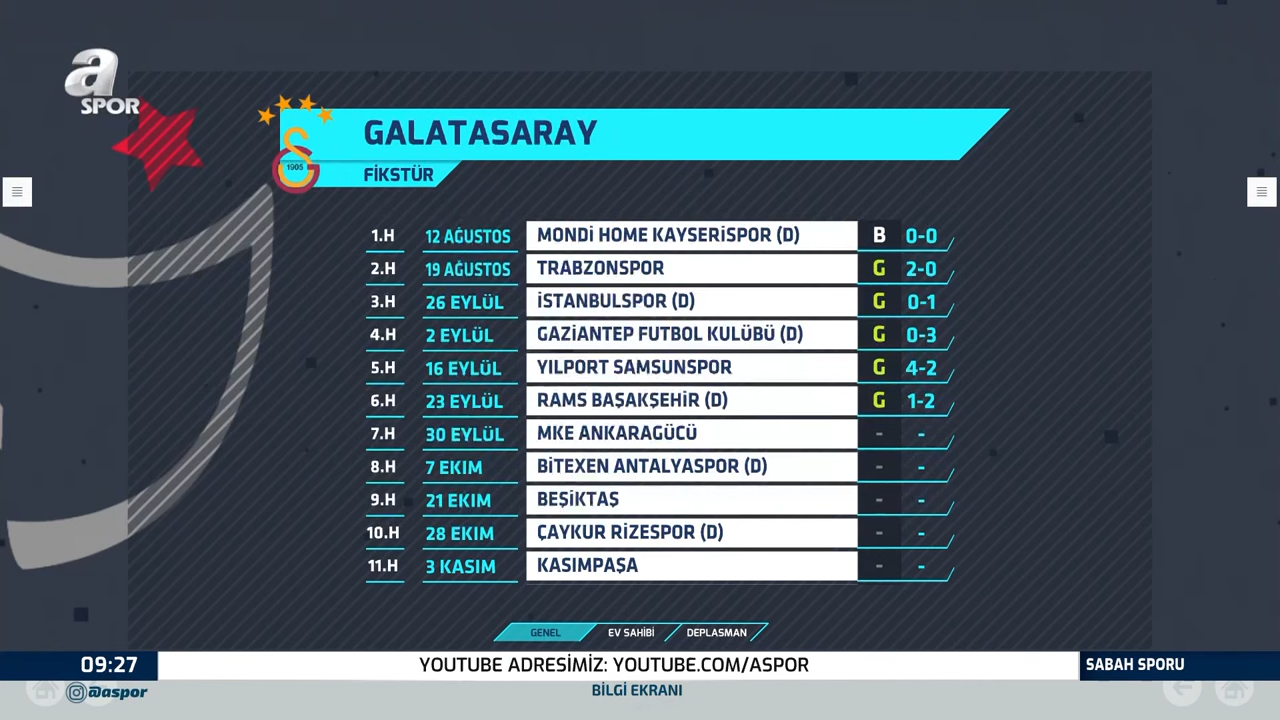 a
SPOR
GALATASARAY
1905
FİKSTÜR
1.H 12 AĞUSTOS MONDİ HOME KAYSERİSPOR (D) B 0-0
2.H 19 AĞUSTOS TRABZONSPOR G 2-0
3.H 26 EYLÜL İSTANBULSPOR (D) G 0-1
4.H 2 EYLÜL GAZİANTEP FUTBOL KULÜBÜ (D) G 0-3
5.H 16 EYLÜL YILPORT SAMSUNSPOR G 4-2
6.H 23 EYLÜL RAMS BAŞAKŞEHİR (D) G 1-2
7.H 30 EYLÜL MKE ANKARAGÜCÜ - -
8.H 7 EKIM BİTEXEN ANTALYASPOR (D) - -
9.H 21 EKIM BEŞİKTAŞ - -
10.H 28 EKIM ÇAYKUR RİZESPOR (D) - -
11.H 3 KASIM KASIMPAŞA - -
GENEL EV SAHİBİ DEPLASMAN
09:27 YOUTUBE ADRESİMİZ: YOUTUBE.COM/ASPOR SABAH SPORU
@aspor BİLGİ EKRANI